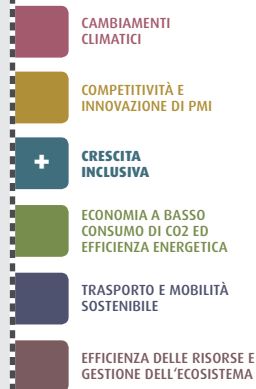 CAMBIAMENTI
CLIMATICI
COMPETITIVITÀ E
INNOVAZIONE DI PMI
+ CRESCITA
INCLUSIVA
ECONOMIA A BASSO
CONSUMO DI CO2 ED
EFFICIENZA ENERGETICA
TRASPORTO E MOBILITÀ
SOSTENIBILE
EFFICIENZA DELLE RISORSE E
GESTIONE DELL'ECOSISTEMA